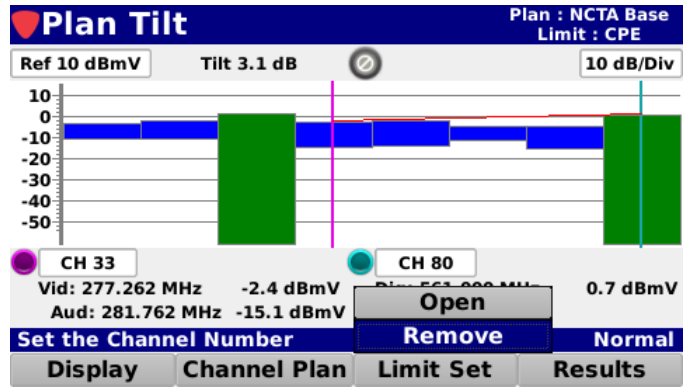 Plan Tilt
Plan : NCTA Base
Limit : CPE
Ref 10 dBmV
Tilt 3.1 dB
10 dB/Div
10
0
-10
-20
-30
-40
-50
CH 33
CH 80
Vid: 277.262 MHz -2.4 dBmV
0.7 dBmV
Aud: 281.762 MHz -15.1 dBmV
Open
Remove
Set the Channel Number
Normal
Display
Channel Plan
Limit Set
Results